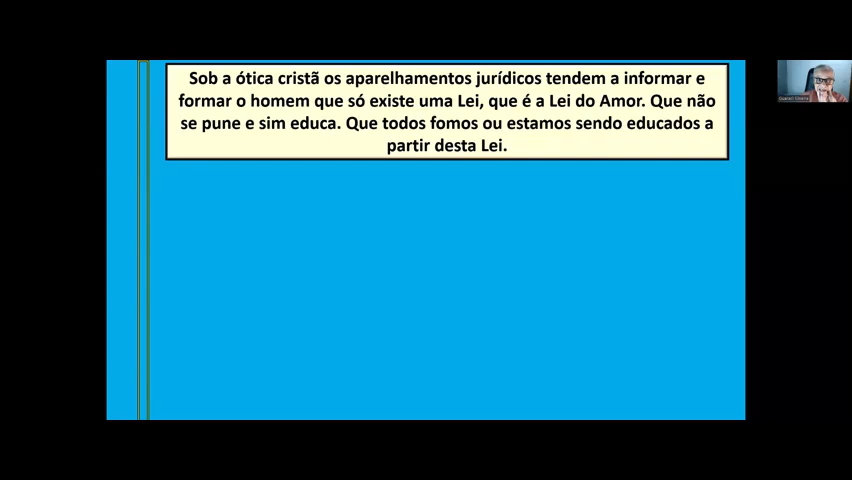 Sob a ótica cristã os aparelhamentos jurídicos tendem a informar e
formar o homem que só existe uma Lei, que é a Lei do Amor. Que não
se pune e sim educa. Que todos fomos ou estamos sendo educados a
partir desta Lei.